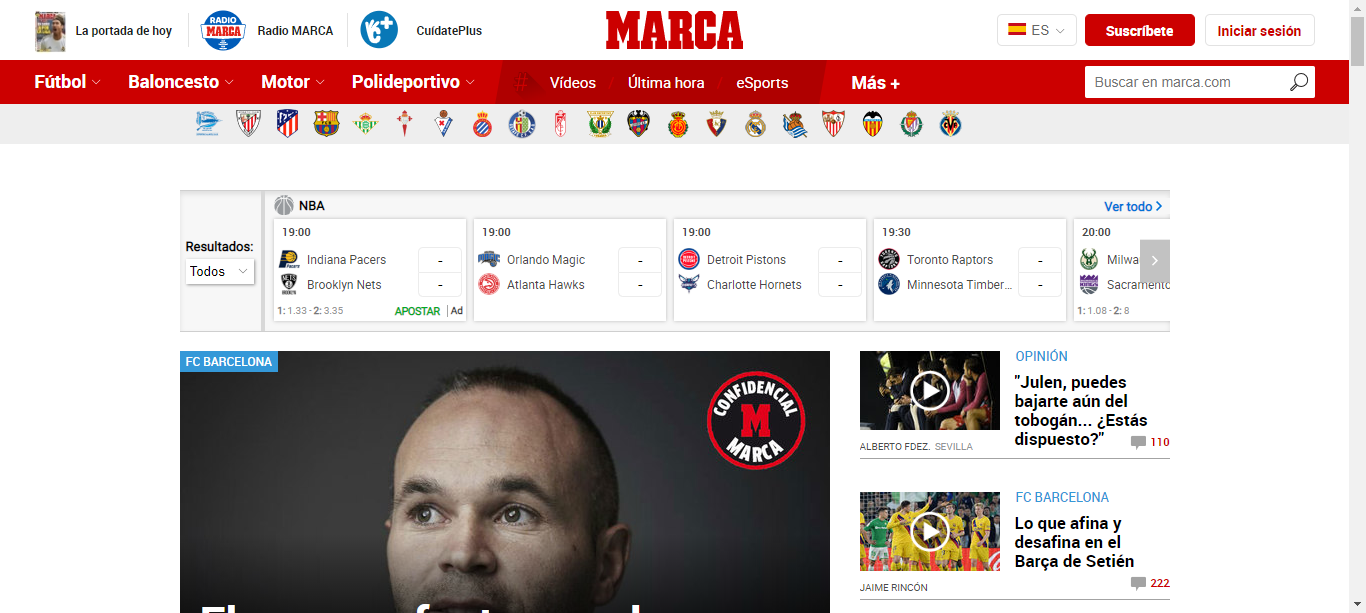 La portada de hoy
RADIO
MARCA
Radio MARCA
CuídatePlus
MARCA
ES
Suscríbete
Iniciar sesión
Fútbol
Baloncesto
Motor
Polideportivo
#
Vídeos
Última hora
eSports
Más +
Buscar en marca.com
Resultados:
Todos
NBA
Ver todo
19:00
Indiana Pacers -
Brooklyn Nets -
1: 1.33 - 2: 3.35 APOSTAR Ad
19:00
Orlando Magic -
Atlanta Hawks -
19:00
Detroit Pistons -
Charlotte Hornets -
19:30
Toronto Raptors -
Minnesota Timber... -
20:00
Milwa
Sacramento
1: 1.08 - 2: 8
FC BARCELONA
CONFIDENCIAL
M
MARCA
OPINIÓN
"Julen, puedes
bajarte aún del
tobogán... ¿Estás
dispuesto?"
ALBERTO FDEZ. SEVILLA
110
FC BARCELONA
Lo que afina y
desafina en el
Barça de Setién
JAIME RINCÓN
222